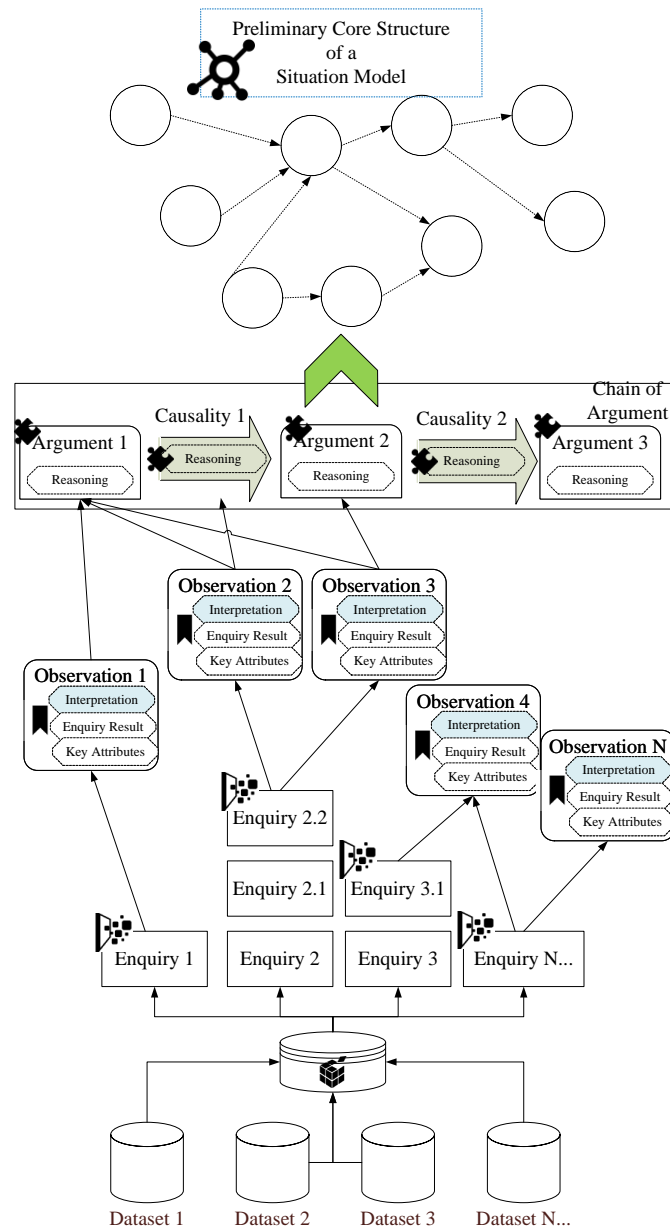 Preliminary Core Structure
of a
Situation Model
Chain of
Argument
Causality 1
Causality 2
Argument 1
Reasoning
Reasoning
Argument 2
Reasoning
Reasoning
Argument 3
Reasoning
Observation 2
Interpretation
Enquiry Result
Key Attributes
Observation 3
Interpretation
Enquiry Result
Key Attributes
Observation 1
Interpretation
Enquiry Result
Key Attributes
Observation 4
Interpretation
Enquiry Result
Key Attributes
Observation N
Interpretation
Enquiry Result
Key Attributes
Enquiry 2.2
Enquiry 2.1
Enquiry 3.1
Enquiry 1
Enquiry 2
Enquiry 3
Enquiry N...
Dataset 1
Dataset 2
Dataset 3
Dataset N...